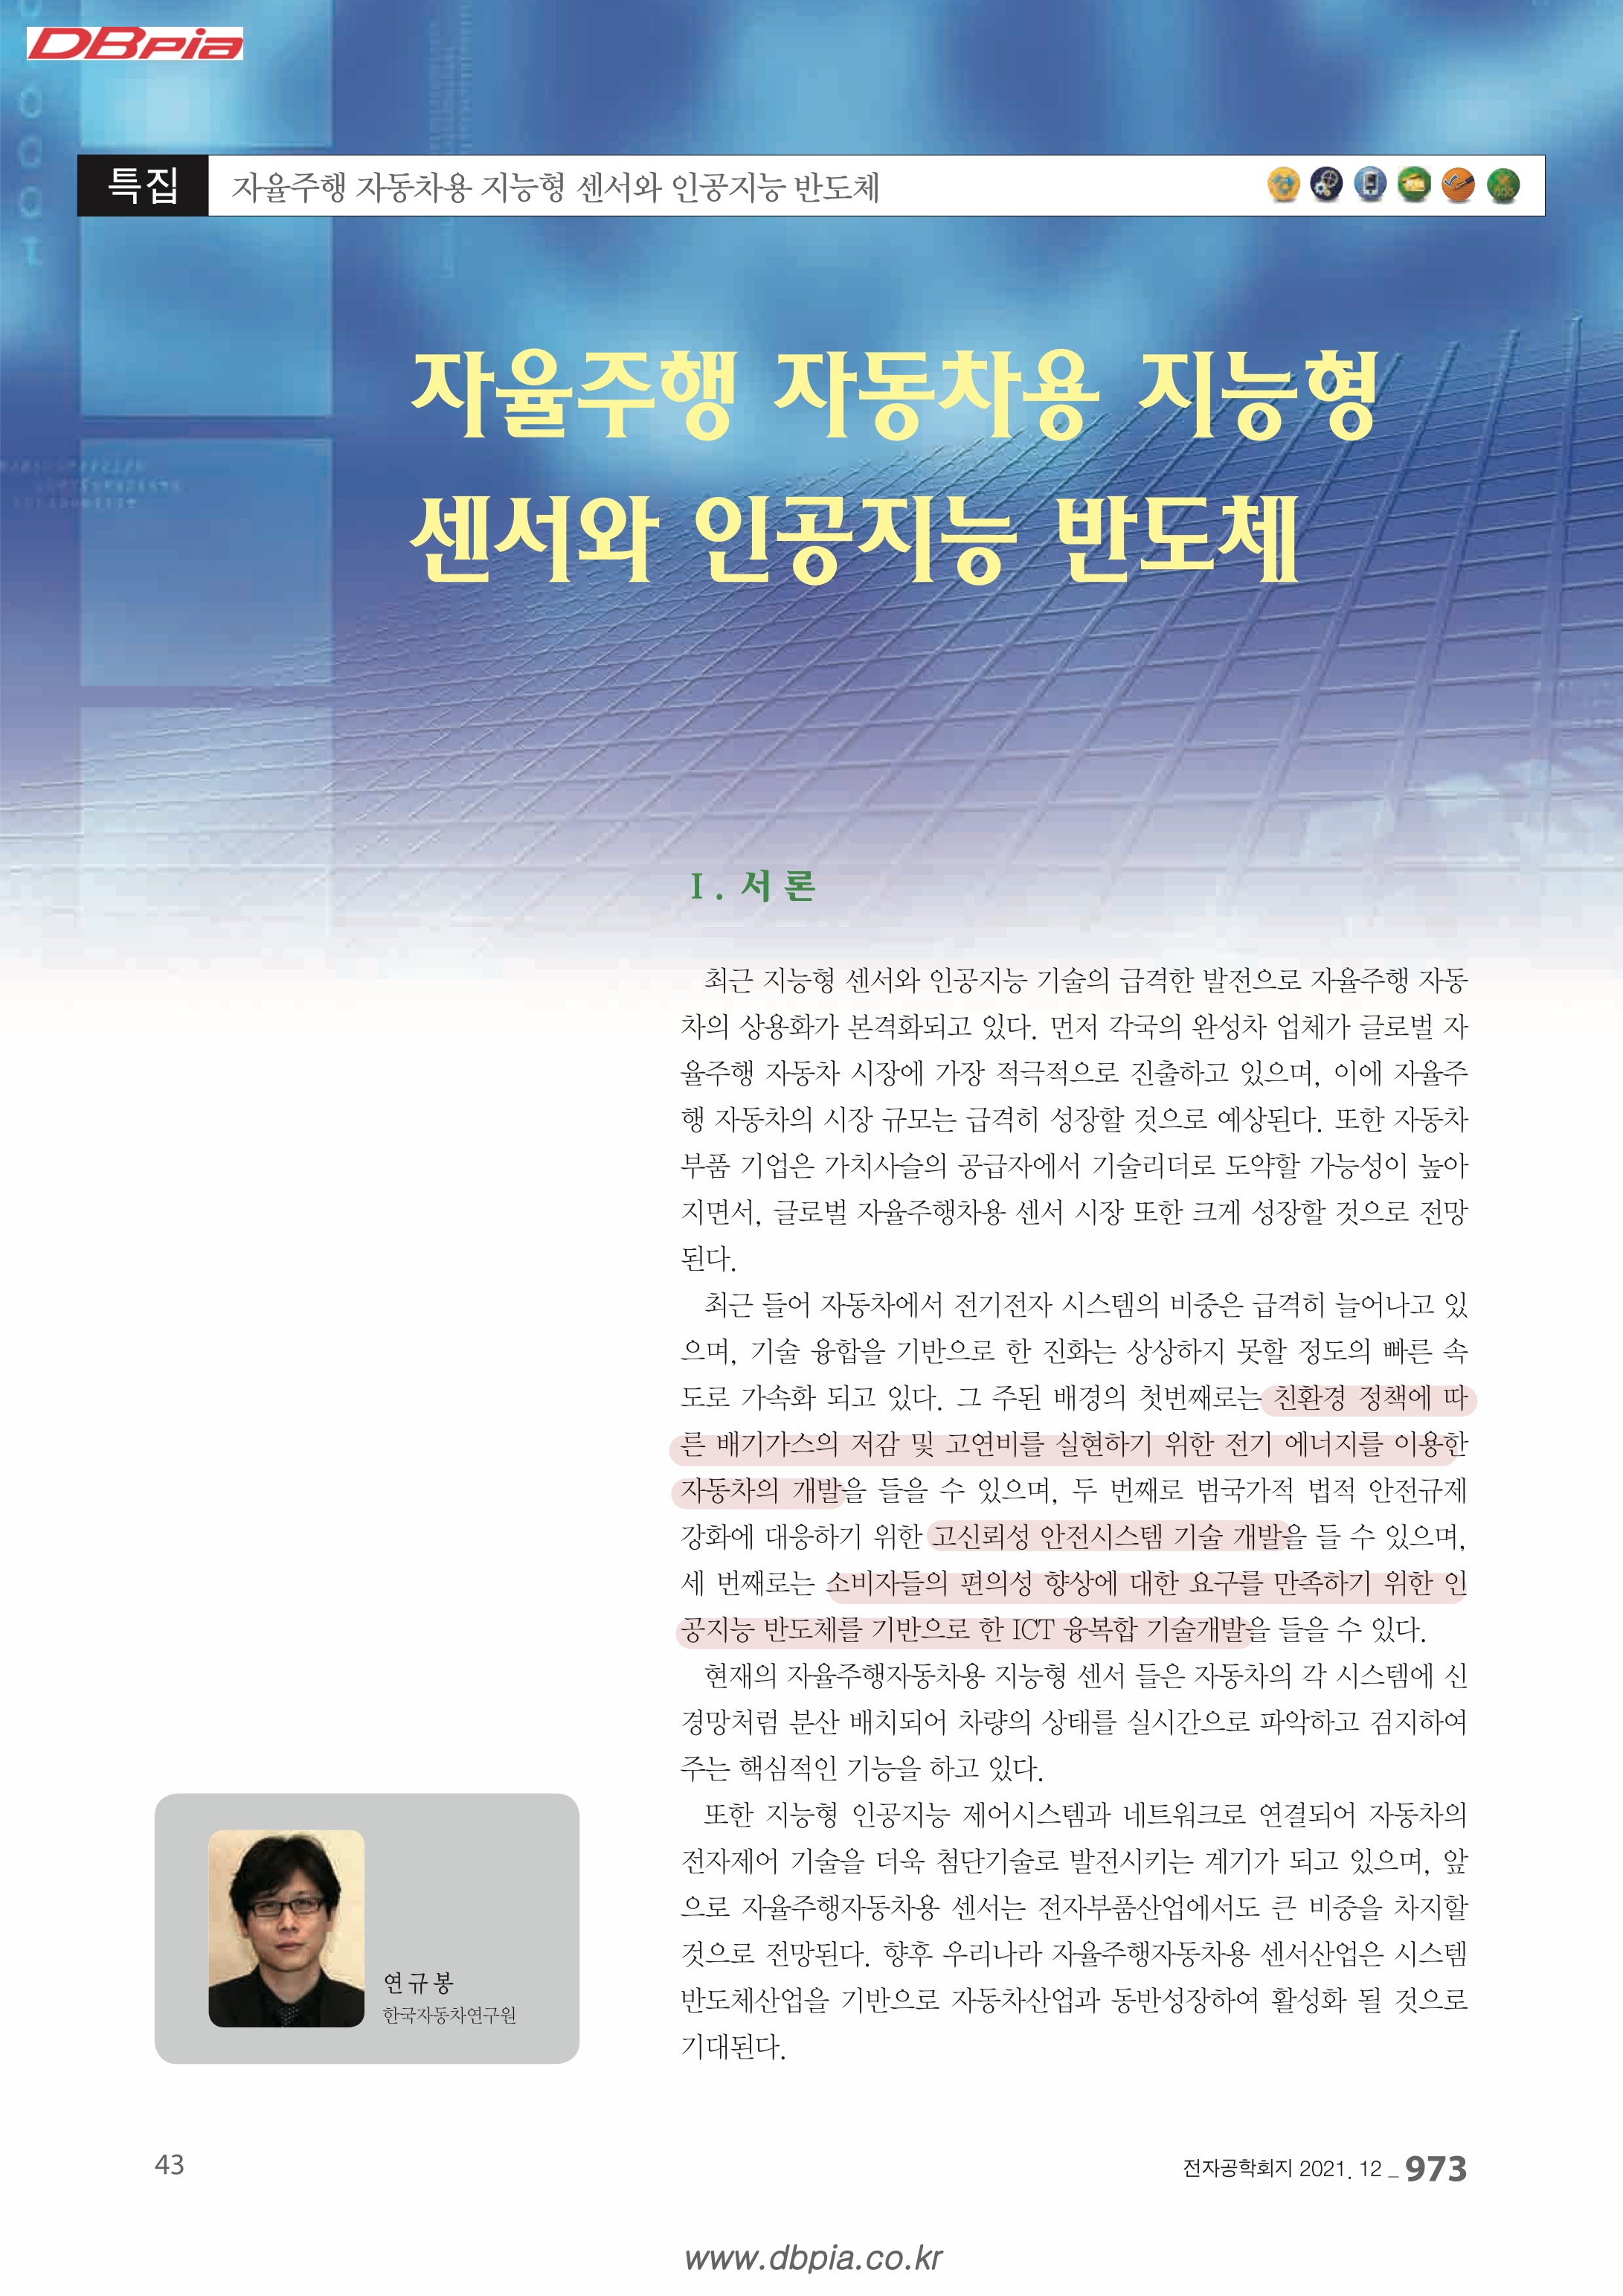 DBpia
특집
자율주행 자동차용 지능형 센서와 인공지능 반도체
자율주행 자동차용 지능형
센서와 인공지능 반도체
I. 서 론
최근 지능형 센서와 인공지능 기술의 급격한 발전으로 자율주행 자동
차의 상용화가 본격화되고 있다. 먼저 각국의 완성차 업체가 글로벌 자
율주행 자동차 시장에 가장 적극적으로 진출하고 있으며, 이에 자율주
행 자동차의 시장 규모는 급격히 성장할 것으로 예상된다. 또한 자동차
부품 기업은 가치사슬의 공급자에서 기술리더로 도약할 가능성이 높아
지면서, 글로벌 자율주행차용 센서 시장 또한 크게 성장할 것으로 전망
된다.
최근 들어 자동차에서 전기전자 시스템의 비중은 급격히 늘어나고 있
으며, 기술 융합을 기반으로 한 진화는 상상하지 못할 정도의 빠른 속
도로 가속화 되고 있다. 그 주된 배경의 첫번째로는 친환경 정책에 따
른 배기가스의 저감 및 고연비를 실현하기 위한 전기 에너지를 이용한
자동차의 개발을 들을 수 있으며, 두 번째로 범국가적 법적 안전규제
강화에 대응하기 위한 고신뢰성 안전시스템 기술 개발을 들 수 있으며,
세 번째로는 소비자들의 편의성 향상에 대한 요구를 만족하기 위한 인
공지능 반도체를 기반으로 한 ICT 융복합 기술개발을 들을 수 있다.
현재의 자율주행자동차용 지능형 센서 들은 자동차의 각 시스템에 신
경망처럼 분산 배치되어 차량의 상태를 실시간으로 파악하고 검지하여
주는 핵심적인 기능을 하고 있다.
또한 지능형 인공지능 제어시스템과 네트워크로 연결되어 자동차의
전자제어 기술을 더욱 첨단기술로 발전시키는 계기가 되고 있으며, 앞
으로 자율주행자동차용 센서는 전자부품산업에서도 큰 비중을 차지할
것으로 전망된다. 향후 우리나라 자율주행자동차용 센서산업은 시스템
반도체산업을 기반으로 자동차산업과 동반성장하여 활성화 될 것으로
기대된다.
연규봉
한국자동차연구원
43
전자공학회지 2021. 12 _ 973
www.dbpia.co.kr